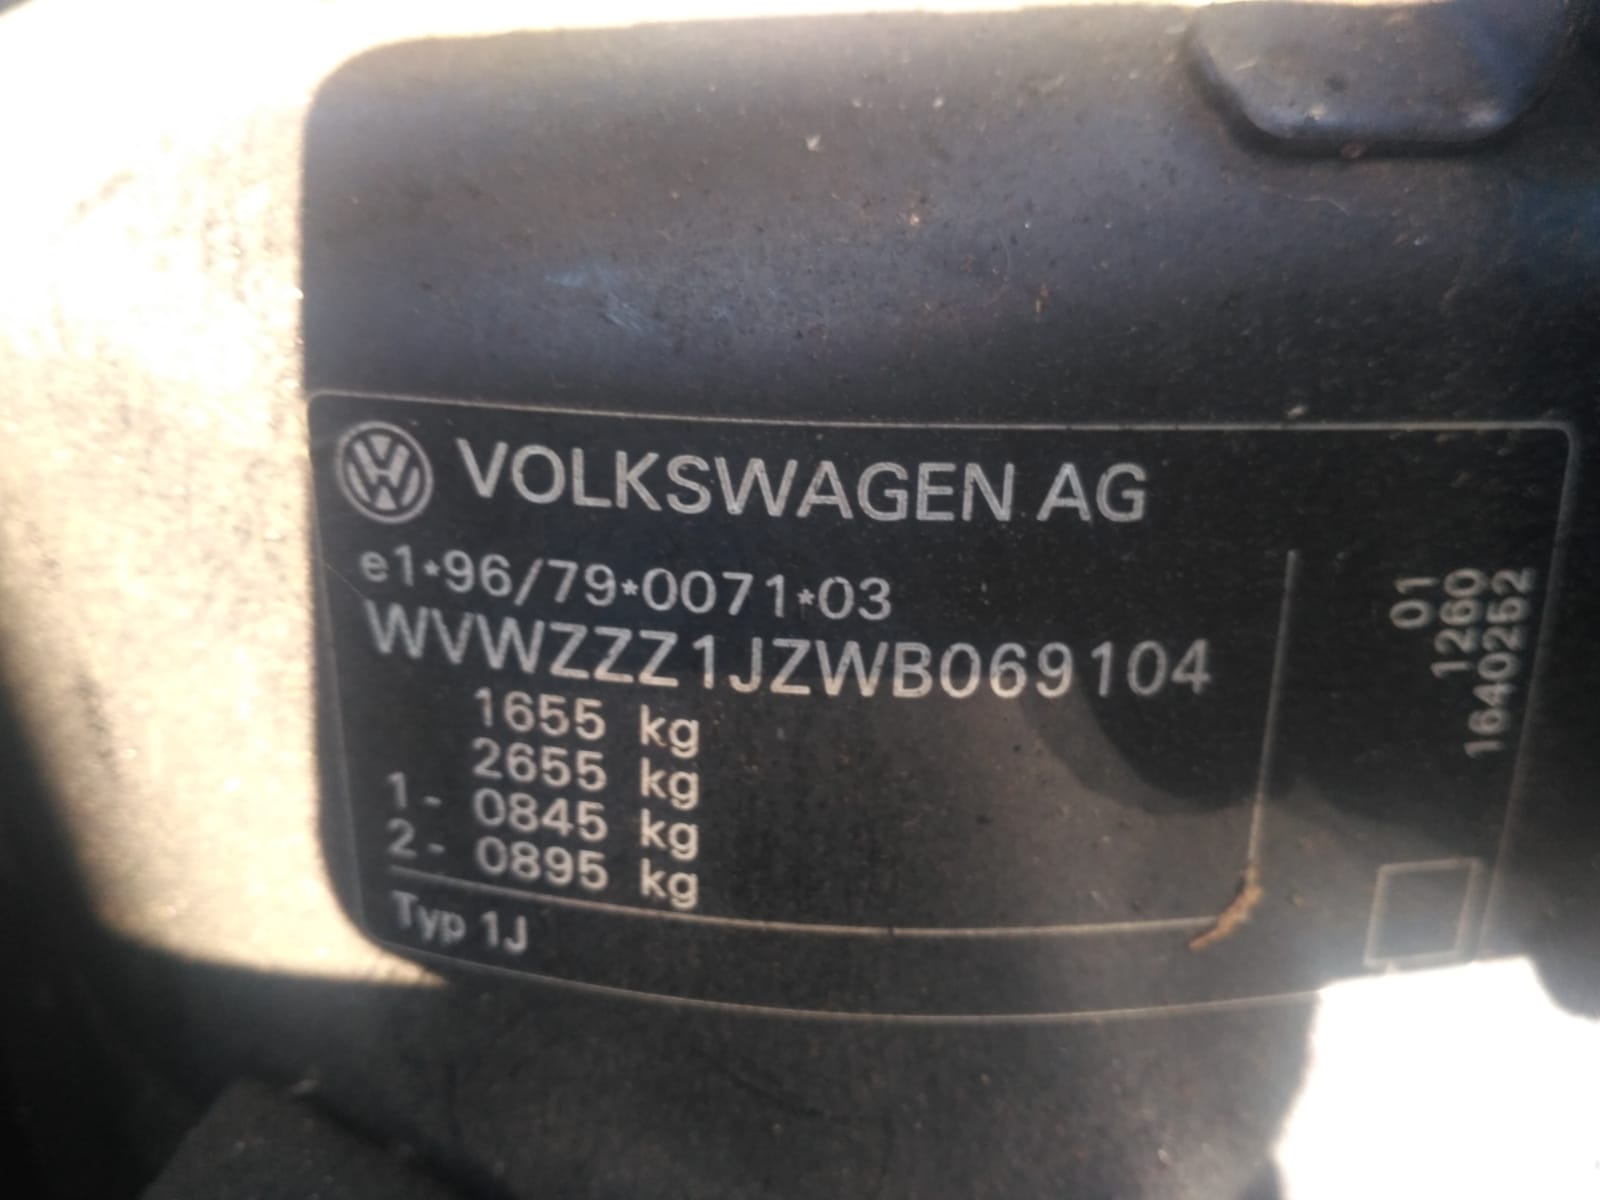 VOLKSWAGEN AG
e1*96/79*0071*03
WVWZZZ1JZWB069104
1655 kg
2655 kg
1- 0845 kg
2- 0895 kg
Typ 1J
01
1260
1640252